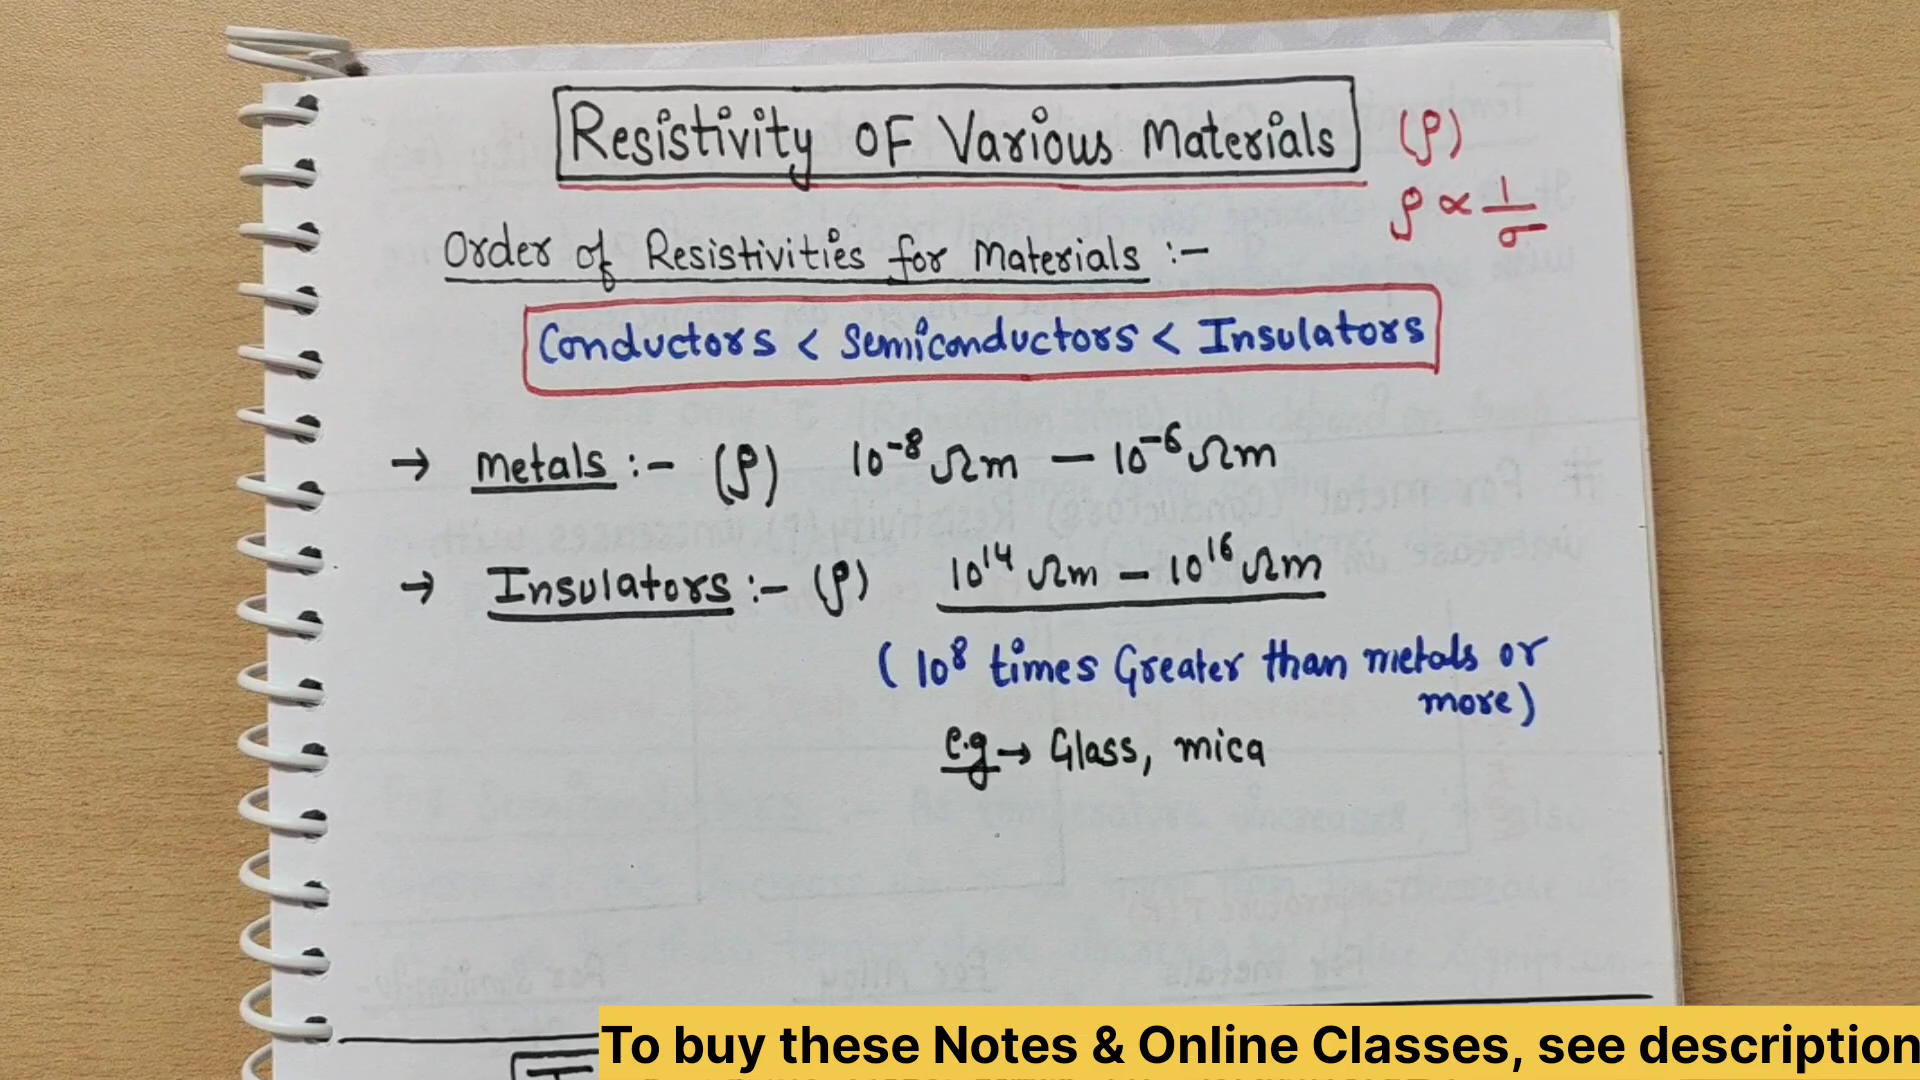 Resistivity OF Various Materials (ρ)
ρ ∝ 1/σ
Order of Resistivities for Materials :-
Conductors < Semiconductors < Insulators
→ Metals :- (ρ) 10⁻⁸ Ωm — 10⁻⁶ Ωm
→ Insulators :- (ρ) 10¹⁴ Ωm — 10¹⁶ Ωm
(10⁸ times Greater than metals or
more)
e.g → Glass, mica
To buy these Notes & Online Classes, see description